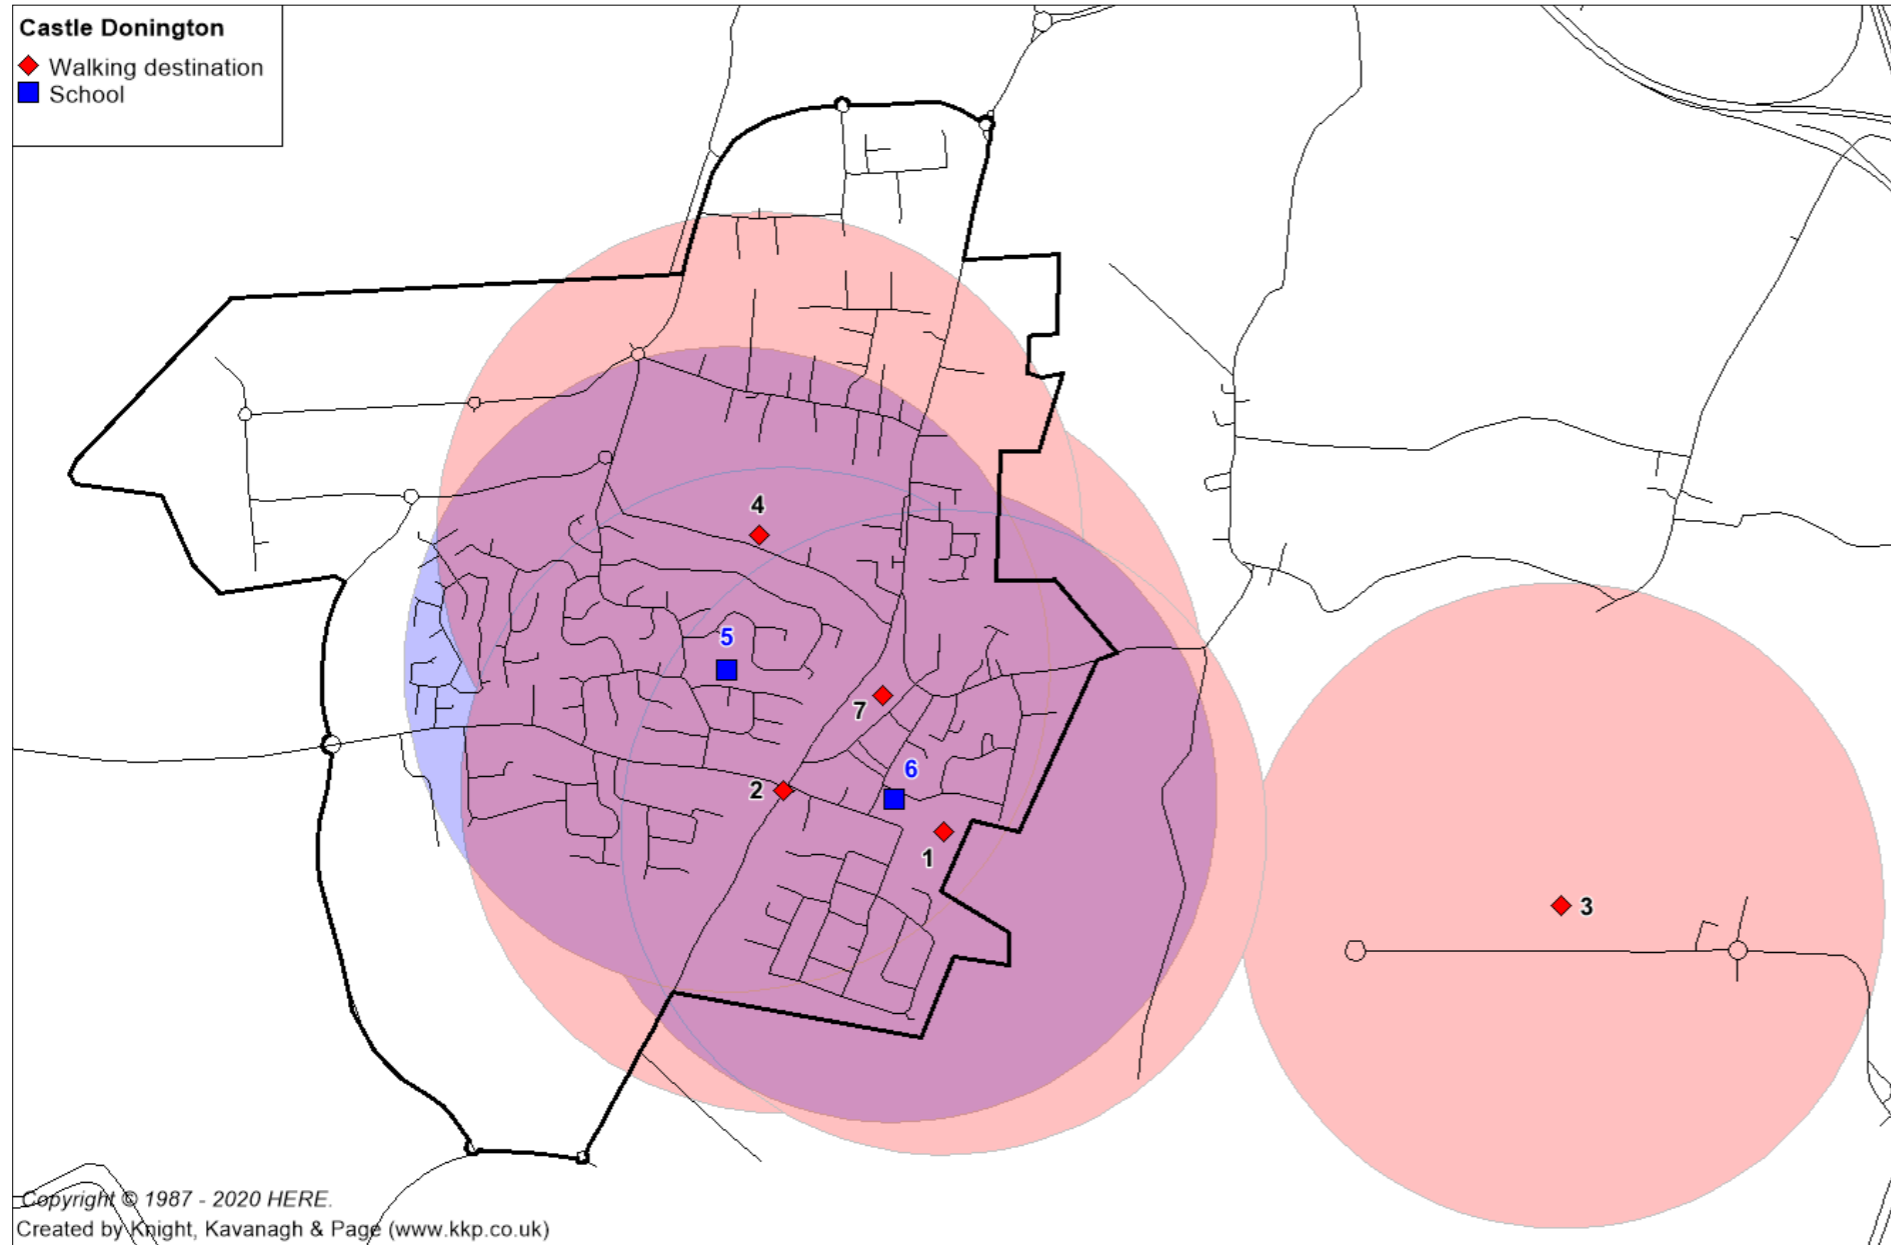 Castle Donington
Walking destination
School
4
5
7
6
2
1
3
Copyright © 1987 - 2020 HERE.
Created by Knight, Kavanagh & Page (www.kkp.co.uk)